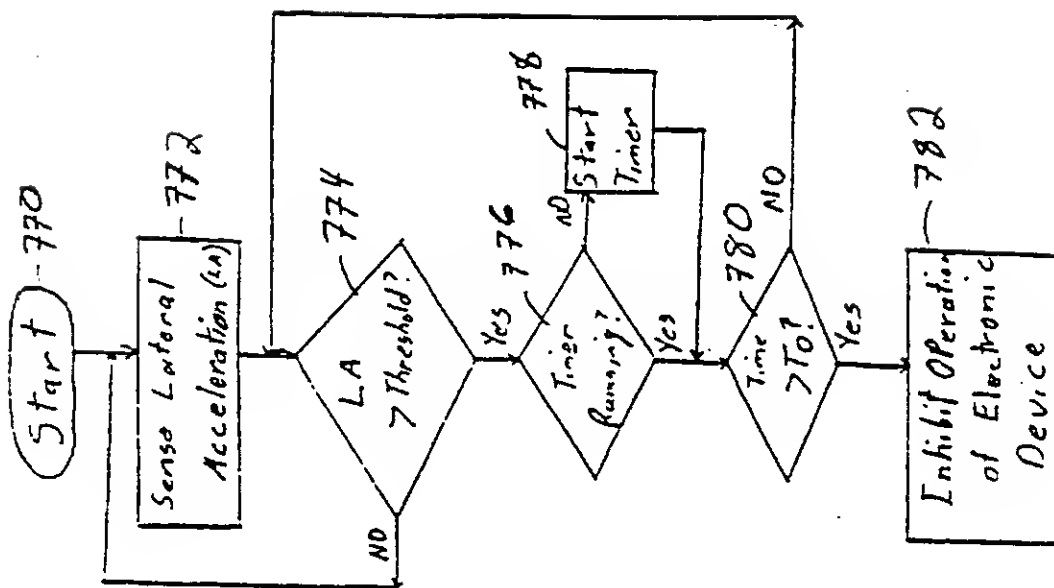 Start
770
Sense Lateral
Acceleration (LA)
772
LA
> Threshold?
774
NO
Yes
Timer
Running?
776
NO
Start
Timer
778
Yes
Time
> To?
780
NO
Yes
Inhibit OPeration
of Electronic
Device
782